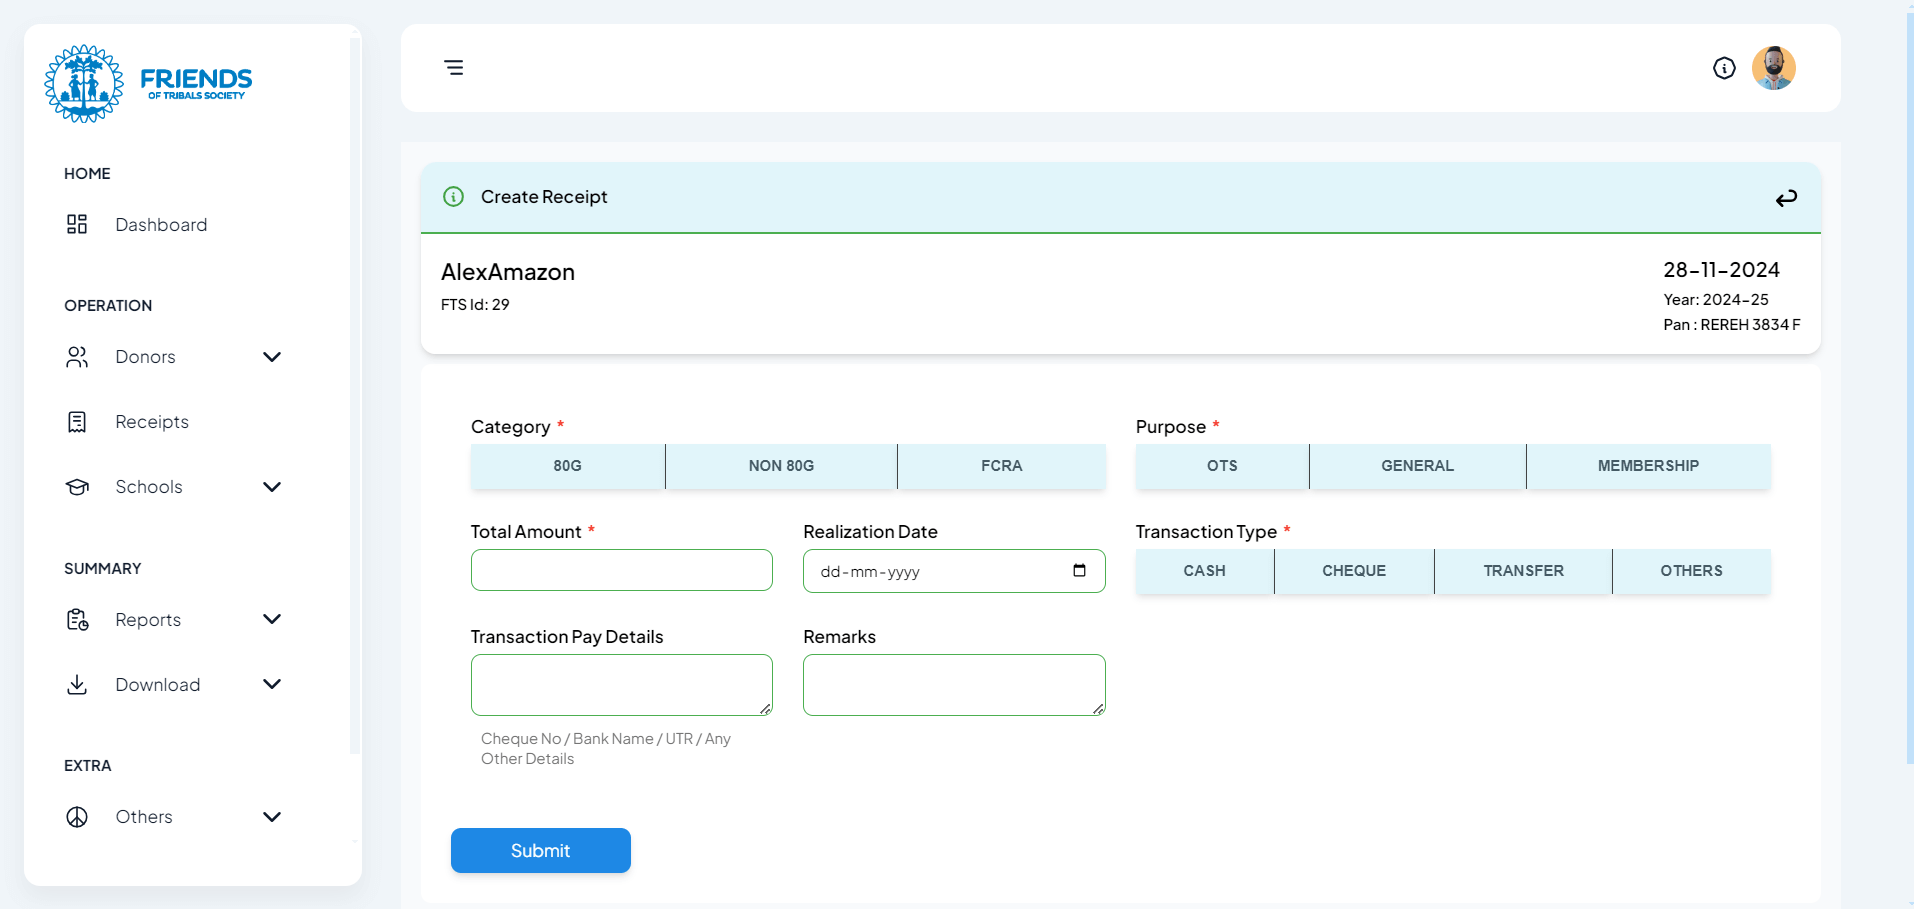 FRIENDS
OF TRIBALS SOCIETY
HOME
Dashboard
OPERATION
Donors
Receipts
Schools
SUMMARY
Reports
Download
EXTRA
Others
Create Receipt
AlexAmazon
FTS Id: 29
28-11-2024
Year: 2024-25
Pan : REREH 3834 F
Category *
80G NON 80G FCRA
Purpose *
OTS GENERAL MEMBERSHIP
Total Amount *
Realization Date
dd-mm-yyyy
Transaction Type *
CASH CHEQUE TRANSFER OTHERS
Transaction Pay Details
Remarks
Cheque No / Bank Name / UTR / Any
Other Details
Submit